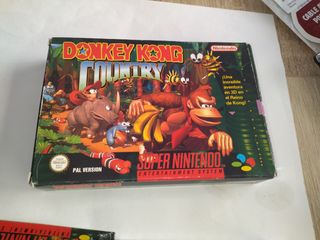 DONKEY KONG
COUNTRY
Nintendo
¡Una
increíble
aventura
en 3D en
el Reino
de Kong!
PAL VERSION
SUPER NINTENDO
ENTERTAINMENT SYSTEM
CABLE